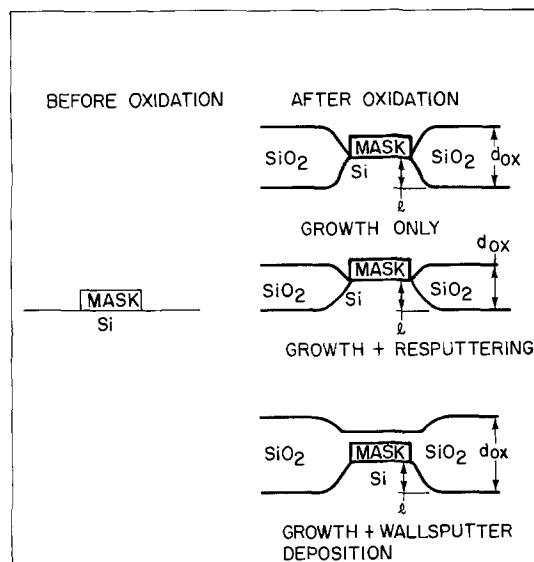 BEFORE OXIDATION
AFTER OXIDATION
MASK
SiO2
SiO2
dox
Si
ℓ
GROWTH ONLY
dox
MASK
SiO2
SiO2
Si
ℓ
MASK
Si
GROWTH + RESPUTTERING
SiO2
MASK
SiO2
dox
Si
ℓ
GROWTH + WALLSPUTTER
DEPOSITION